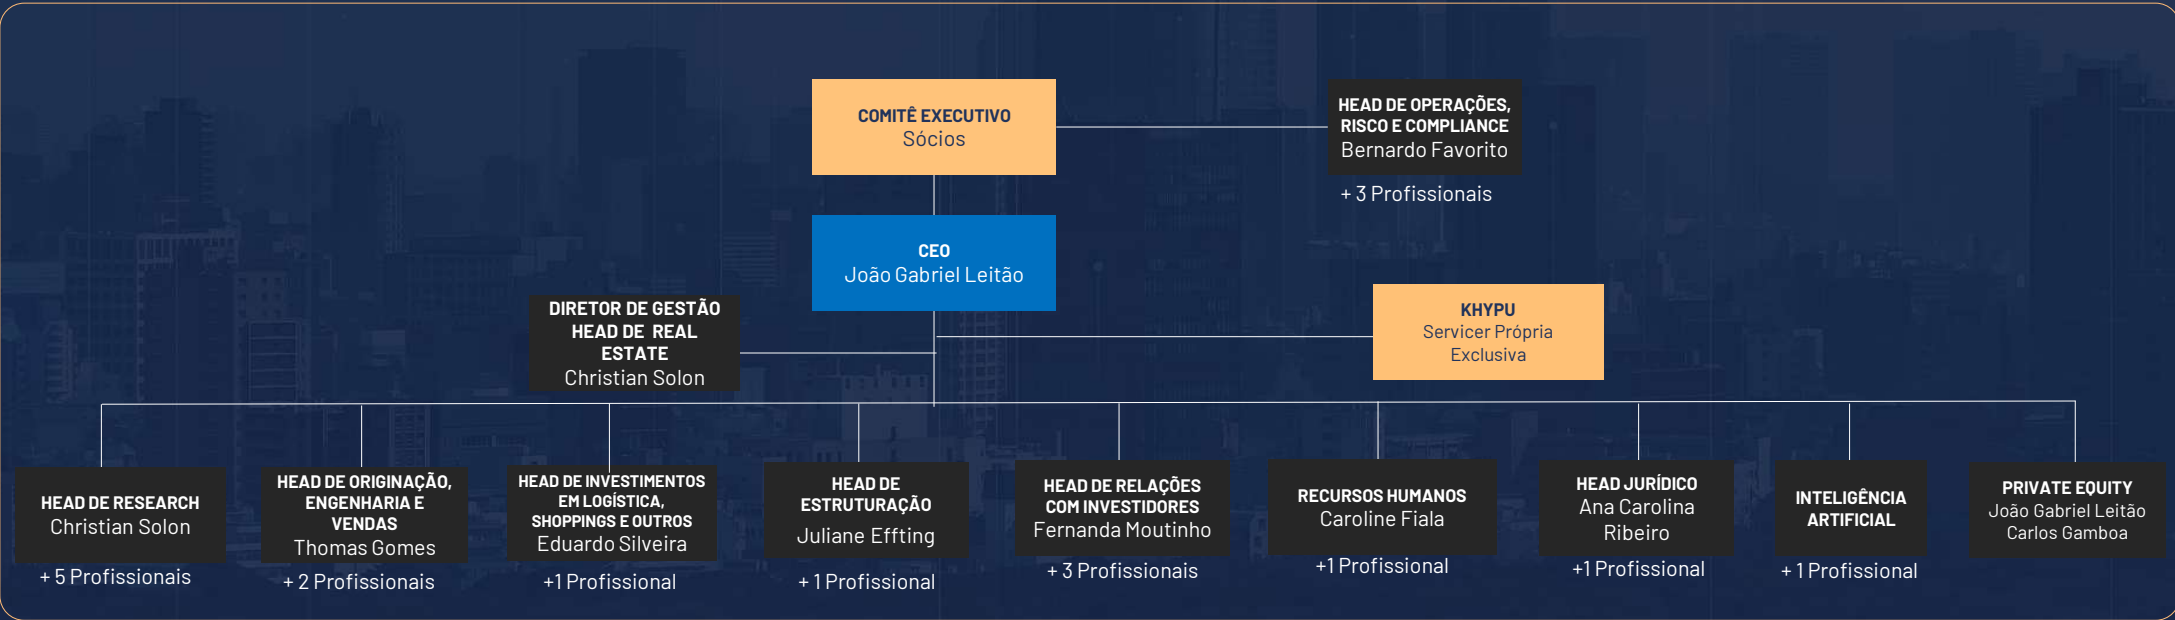 COMITÊ EXECUTIVO
Sócios
HEAD DE OPERAÇÕES,
RISCO E COMPLIANCE
Bernardo Favorito
+ 3 Profissionais
CEO
João Gabriel Leitão
DIRETOR DE GESTÃO
HEAD DE REAL
ESTATE
Christian Solon
KHYPU
Servicer Própria
Exclusiva
HEAD DE RESEARCH
Christian Solon
+ 5 Profissionais
HEAD DE ORIGINAÇÃO,
ENGENHARIA E
VENDAS
Thomas Gomes
+ 2 Profissionais
HEAD DE INVESTIMENTOS
EM LOGÍSTICA,
SHOPPINGS E OUTROS
Eduardo Silveira
+1 Profissional
HEAD DE
ESTRUTURAÇÃO
Juliane Effting
+ 1 Profissional
HEAD DE RELAÇÕES
COM INVESTIDORES
Fernanda Moutinho
+ 3 Profissionais
RECURSOS HUMANOS
Caroline Fiala
+1 Profissional
HEAD JURÍDICO
Ana Carolina
Ribeiro
+1 Profissional
INTELIGÊNCIA
ARTIFICIAL
+ 1 Profissional
PRIVATE EQUITY
João Gabriel Leitão
Carlos Gamboa